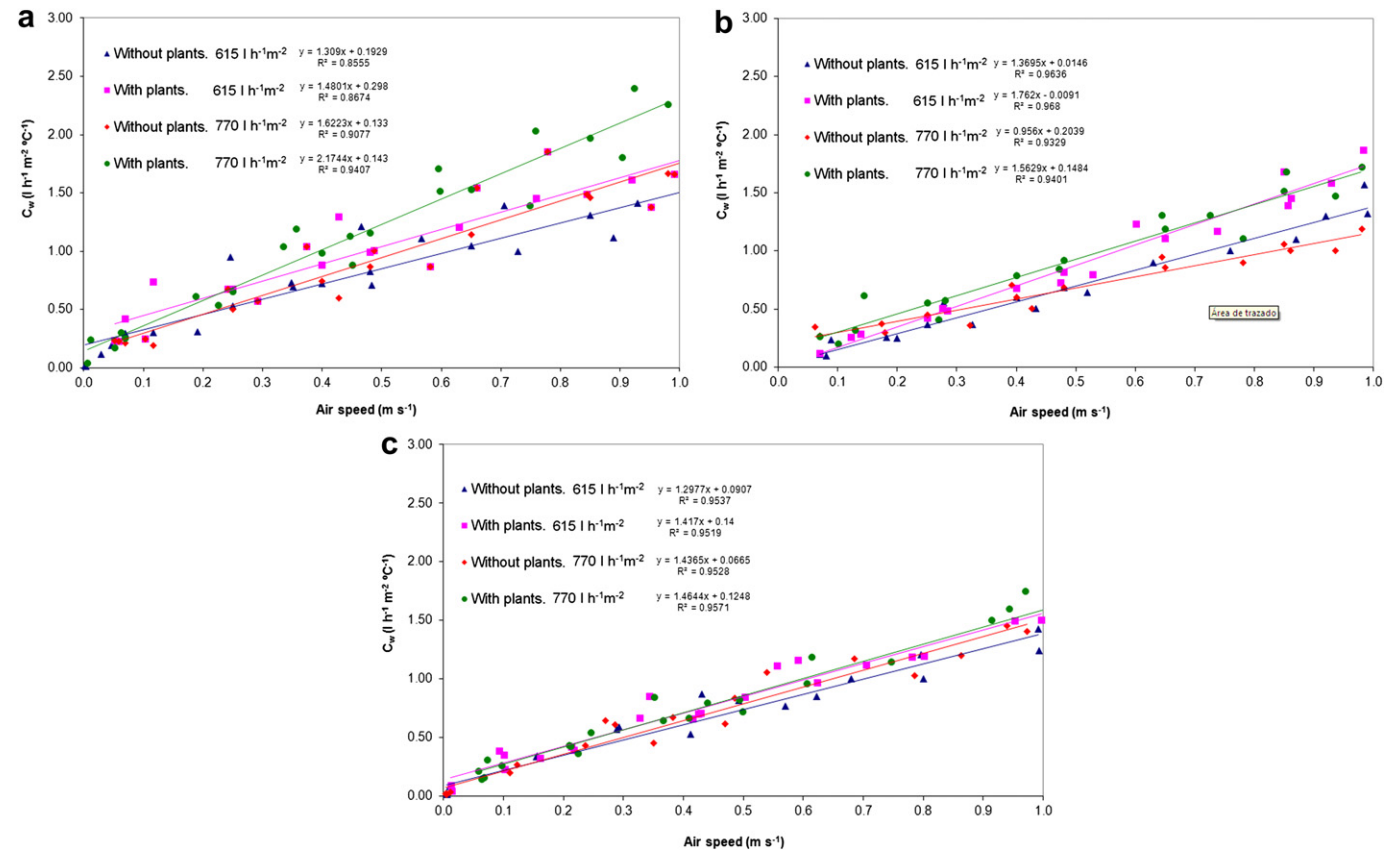 a
3.00
2.50
2.00
1.50
1.00
0.50
0.00
C_w (l h⁻¹ m⁻² ºC⁻¹)
Without plants. 615 l h⁻¹m⁻² y = 1.309x + 0.1929
R² = 0.8555
With plants. 615 l h⁻¹m⁻² y = 1.4801x + 0.298
R² = 0.8674
Without plants. 770 l h⁻¹m⁻² y = 1.6223x + 0.133
R² = 0.9077
With plants. 770 l h⁻¹m⁻² y = 2.1744x + 0.143
R² = 0.9407
0.0 0.1 0.2 0.3 0.4 0.5 0.6 0.7 0.8 0.9 1.0
Air speed (m s⁻¹)
b
3.00
2.50
2.00
1.50
1.00
0.50
0.00
C_w (l h⁻¹ m⁻² ºC⁻¹)
Without plants. 615 l h⁻¹m⁻² y = 1.3695x + 0.0146
R² = 0.9636
With plants. 615 l h⁻¹m⁻² y = 1.762x - 0.0091
R² = 0.968
Without plants. 770 l h⁻¹m⁻² y = 0.956x + 0.2039
R² = 0.9329
With plants. 770 l h⁻¹m⁻² y = 1.5629x + 0.1484
R² = 0.9401
Área de trazado
0.0 0.1 0.2 0.3 0.4 0.5 0.6 0.7 0.8 0.9 1.0
Air speed (m s⁻¹)
c
3.00
2.50
2.00
1.50
1.00
0.50
0.00
C_w (l h⁻¹ m⁻² ºC⁻¹)
Without plants. 615 l h⁻¹m⁻² y = 1.2977x + 0.0907
R² = 0.9537
With plants. 615 l h⁻¹m⁻² y = 1.417x + 0.14
R² = 0.9519
Without plants. 770 l h⁻¹m⁻² y = 1.4365x + 0.0665
R² = 0.9528
With plants. 770 l h⁻¹m⁻² y = 1.4644x + 0.1248
R² = 0.9571
0.0 0.1 0.2 0.3 0.4 0.5 0.6 0.7 0.8 0.9 1.0
Air speed (m s⁻¹)